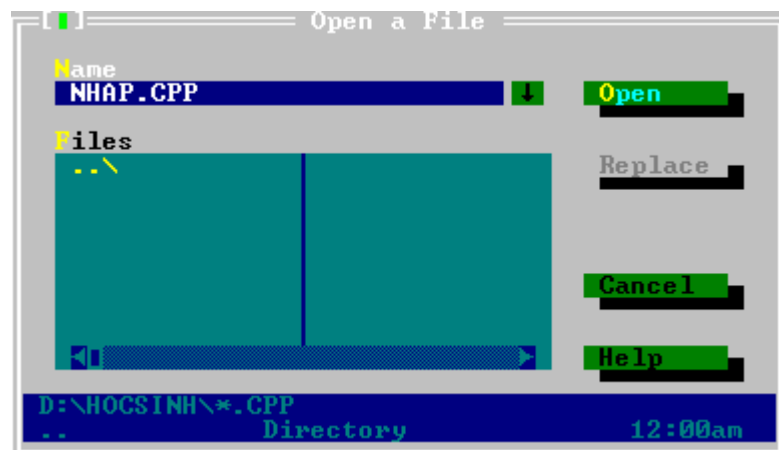 [▮] Open a File
Name
NHAP.CPP ↓ Open
Files
..\ Replace
Cancel
Help
D:\HOCSINH\*.CPP
.. Directory 12:00am